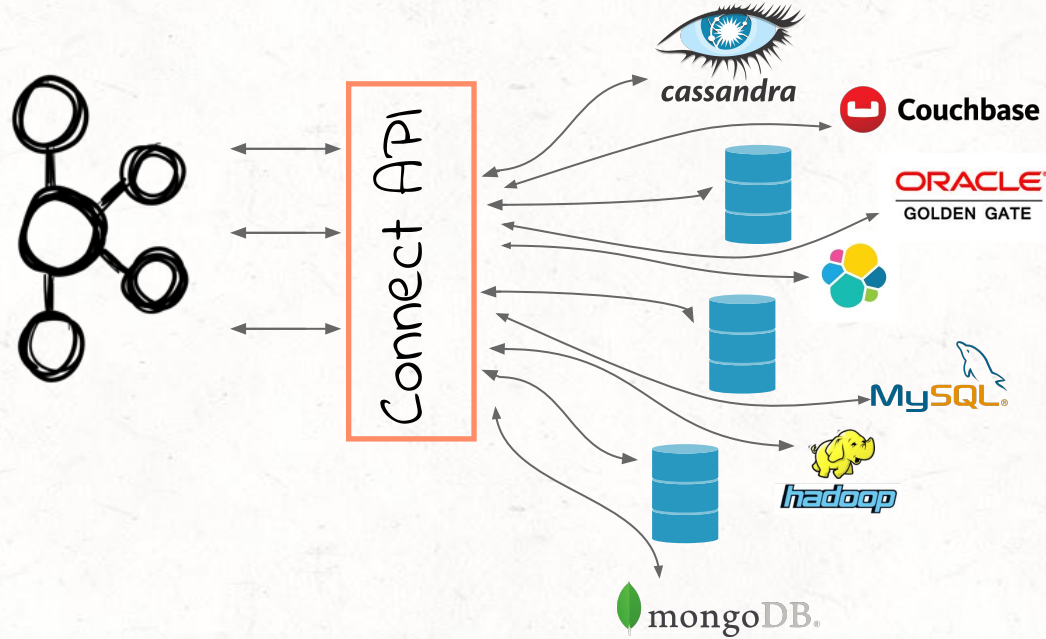 cassandra
Couchbase
ORACLE®
GOLDEN GATE
Connect API
MySQL®
hadoop
mongoDB®